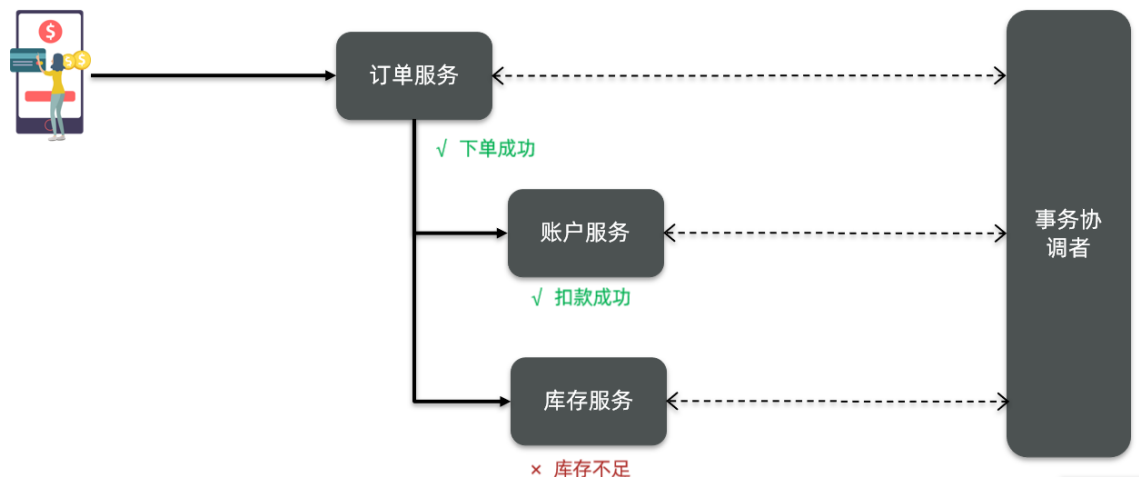 订单服务
√ 下单成功
账户服务
√ 扣款成功
库存服务
× 库存不足
事务协
调者
$
$
$